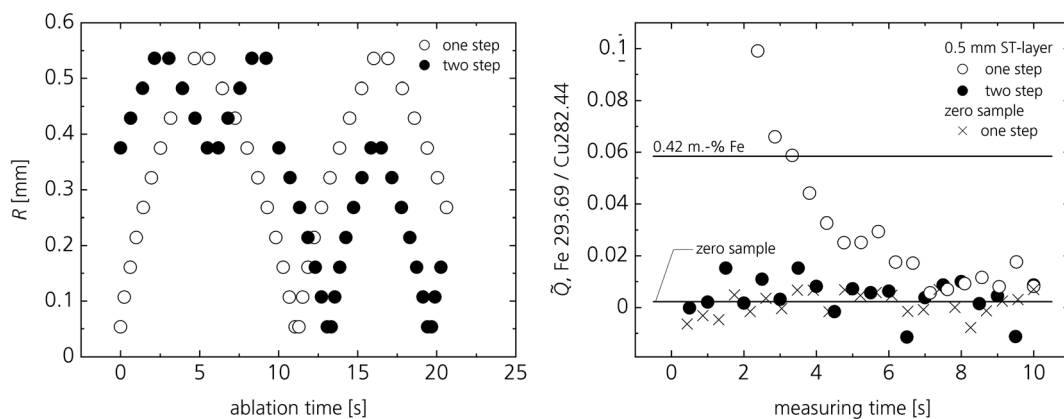 0.6
0.5
0.4
0.3
0.2
0.1
0
R [mm]
one step
two step
0 5 10 15 20 25
ablation time [s]
0.1
0.08
0.06
0.04
0.02
0
Q̃, Fe 293.69 / Cu282.44
0.5 mm ST-layer
one step
two step
zero sample
one step
0.42 m.-% Fe
zero sample
0 2 4 6 8 10
measuring time [s]